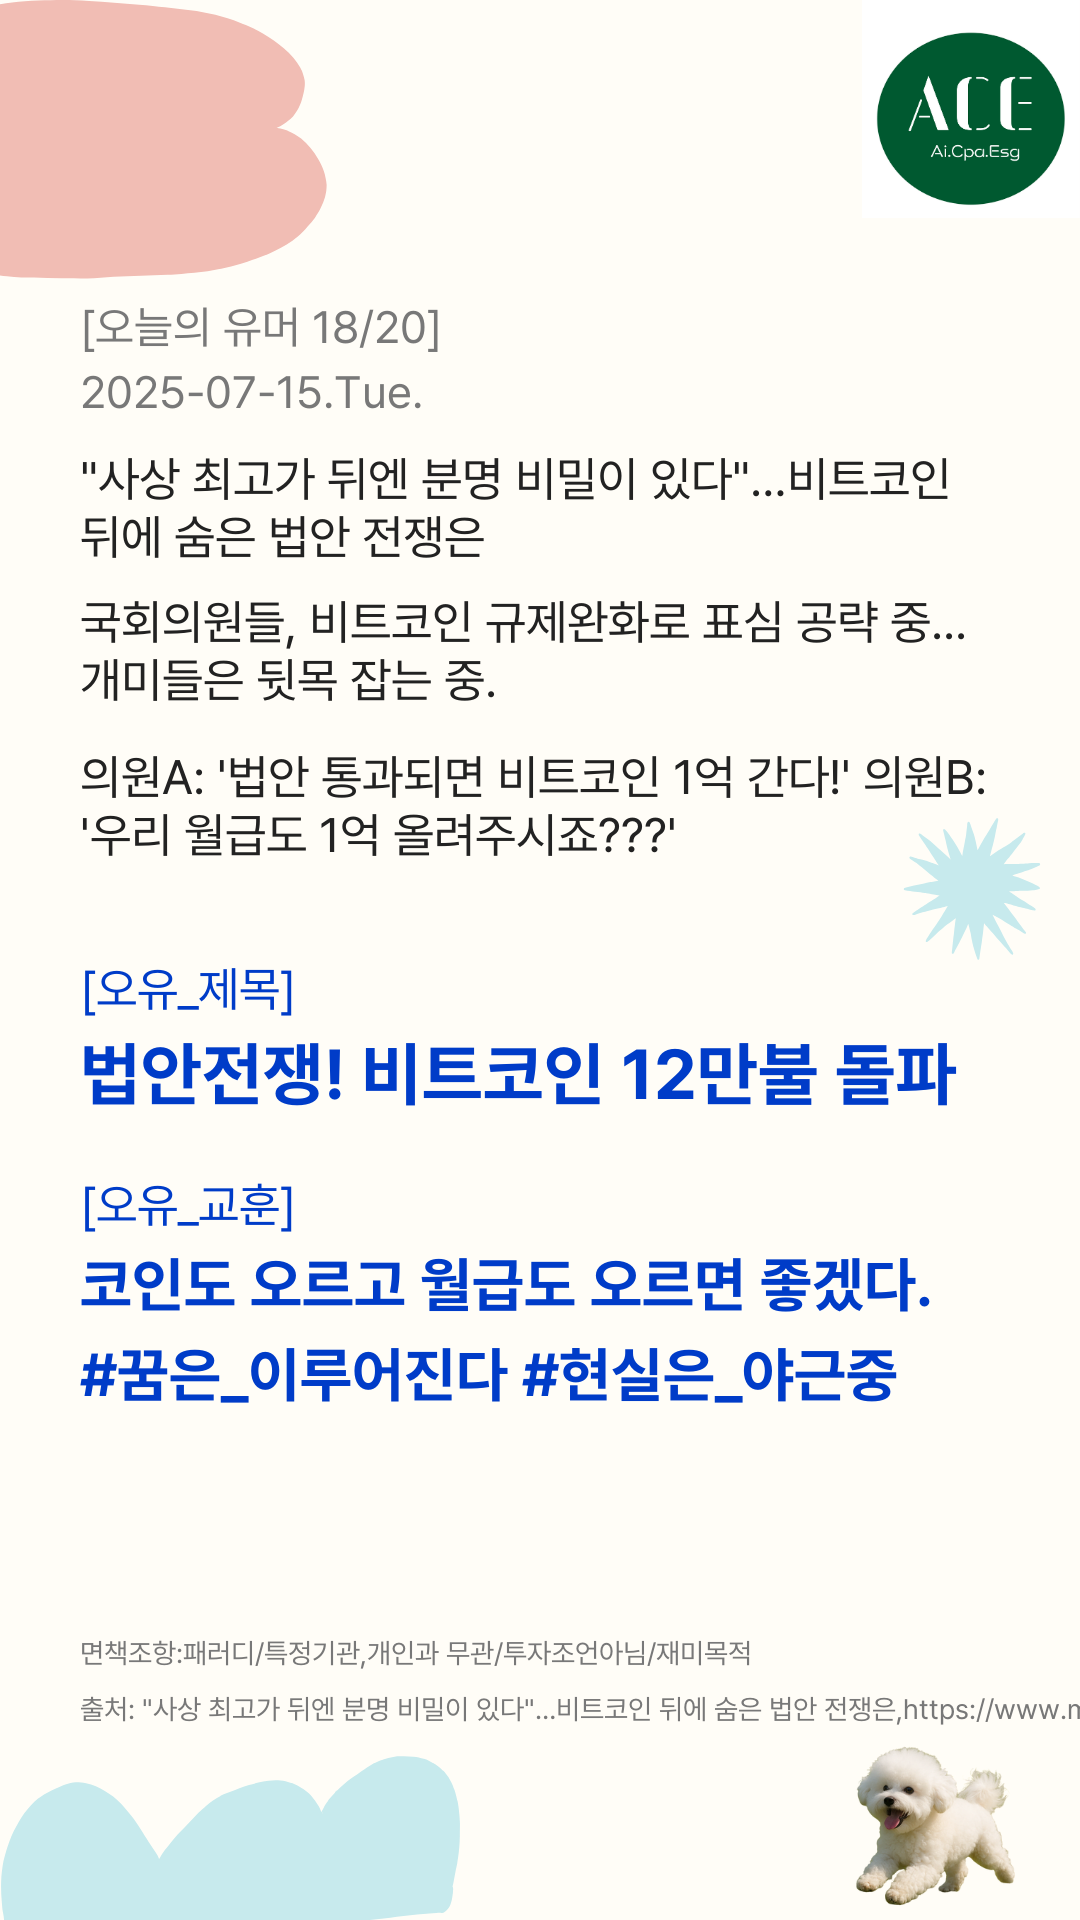 ACE
Ai.Cpa.Esg
[오늘의 유머 18/20]
2025-07-15.Tue.
"사상 최고가 뒤엔 분명 비밀이 있다"...비트코인
뒤에 숨은 법안 전쟁은
국회의원들, 비트코인 규제완화로 표심 공략 중...
개미들은 뒷목 잡는 중.
의원A: '법안 통과되면 비트코인 1억 간다!' 의원B:
'우리 월급도 1억 올려주시죠???'
[오유_제목]
법안전쟁! 비트코인 12만불 돌파
[오유_교훈]
코인도 오르고 월급도 오르면 좋겠다.
#꿈은_이루어진다 #현실은_야근중
면책조항:패러디/특정기관,개인과 무관/투자조언아님/재미목적
출처: "사상 최고가 뒤엔 분명 비밀이 있다"...비트코인 뒤에 숨은 법안 전쟁은,https://www.m